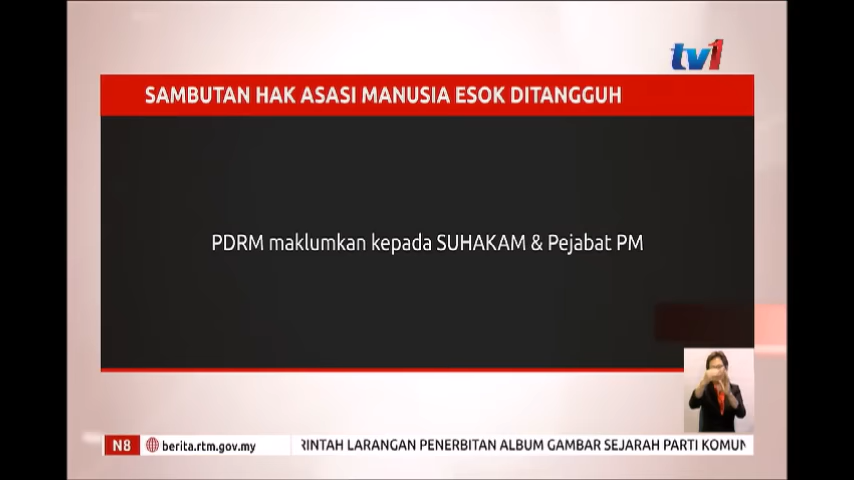 tv1
SAMBUTAN HAK ASASI MANUSIA ESOK DITANGGUH
PDRM maklumkan kepada SUHAKAM & Pejabat PM
N8 berita.rtm.gov.my RINTAH LARANGAN PENERBITAN ALBUM GAMBAR SEJARAH PARTI KOMUN